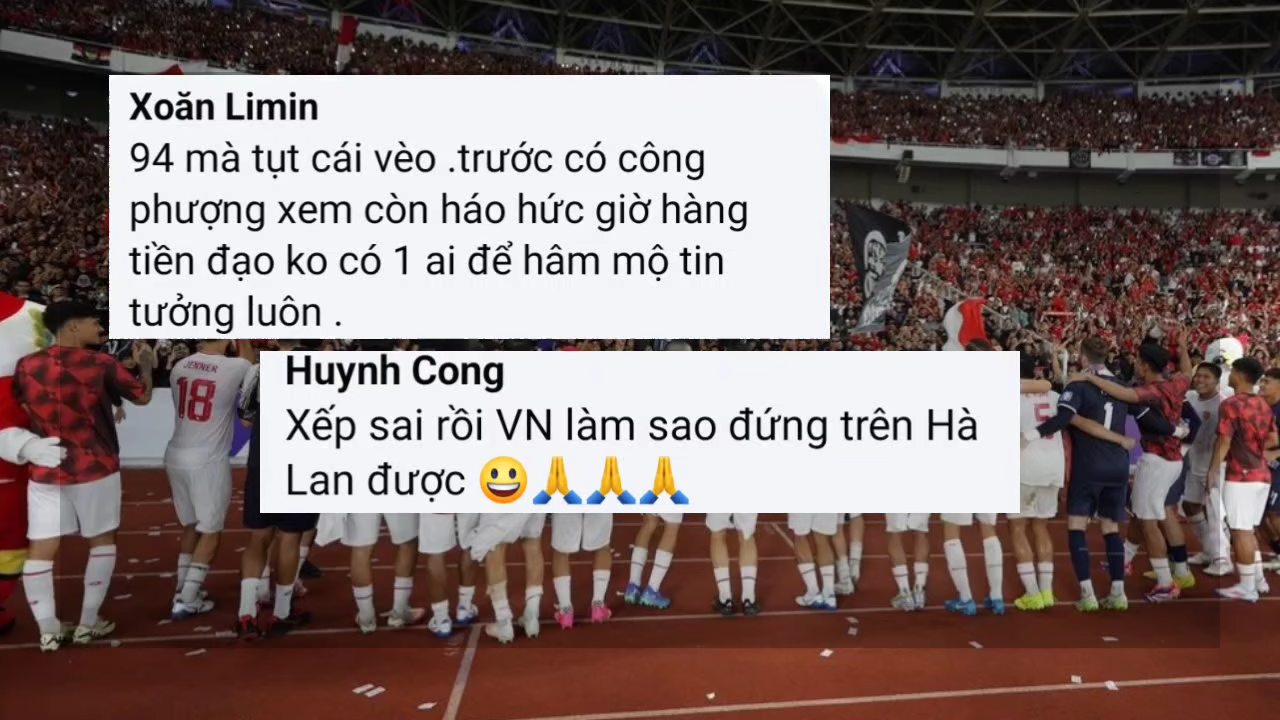 Xoăn Limin
94 mà tụt cái vèo .trước có công
phượng xem còn háo hức giờ hàng
tiền đạo ko có 1 ai để hâm mộ tin
tưởng luôn .
JENNER
18
Huynh Cong
Xếp sai rồi VN làm sao đứng trên Hà
Lan được 😀🙏🙏🙏
5
1